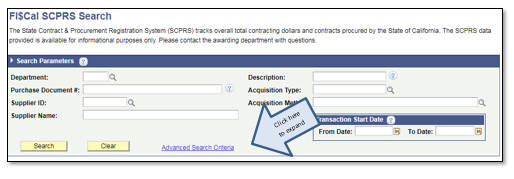 FI$Cal SCPRS Search
The State Contract & Procurement Registration System (SCPRS) tracks overall total contracting dollars and contracts procured by the State of California. The SCPRS data
provided is available for informational purposes only. Please contact the awarding department with questions.
Search Parameters
Department:
Description:
Purchase Document #:
Acquisition Type:
Supplier ID:
Acquisition Meth
Supplier Name:
Click here
to expand
Transaction Start Date
From Date:
To Date:
Search
Clear
Advanced Search Criteria